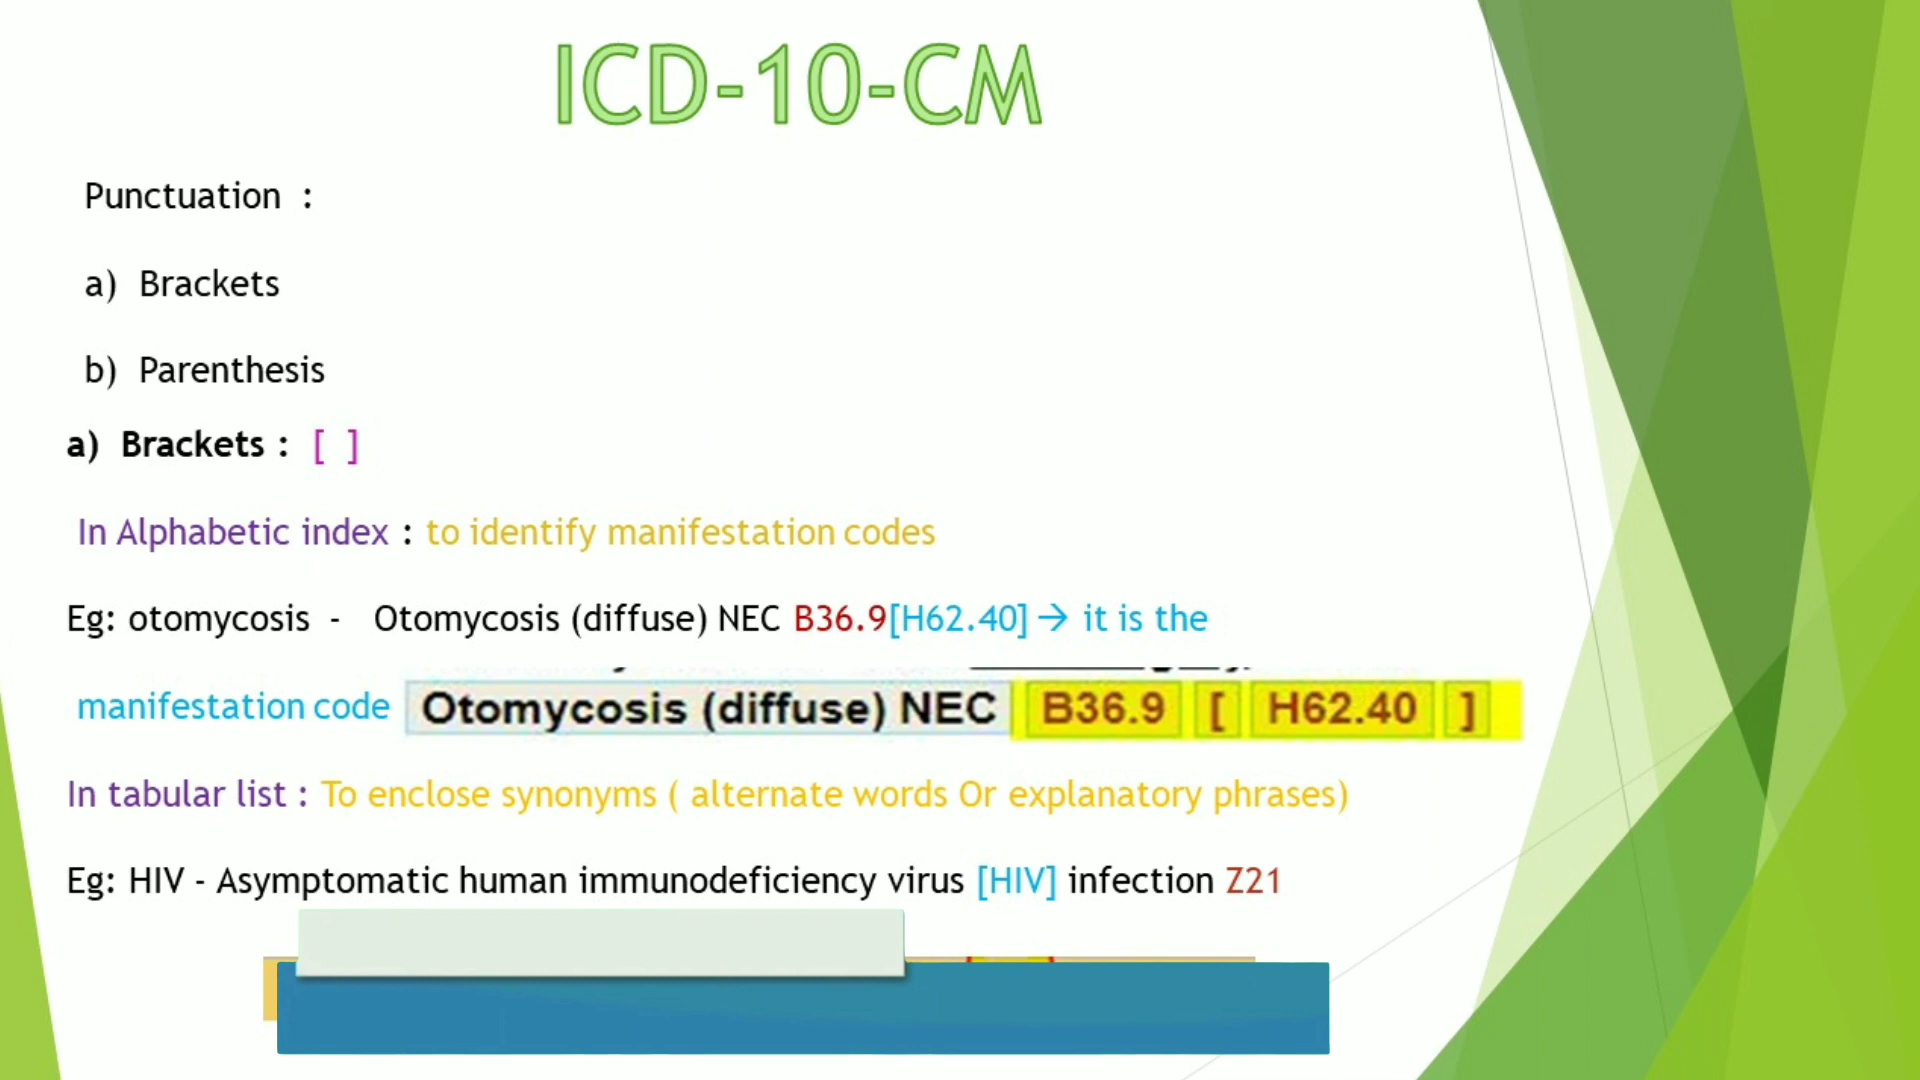 ICD-10-CM
Punctuation :
a) Brackets
b) Parenthesis
a) Brackets : [ ]
In Alphabetic index : to identify manifestation codes
Eg: otomycosis - Otomycosis (diffuse) NEC B36.9[H62.40] → it is the
manifestation code Otomycosis (diffuse) NEC B36.9 [ H62.40 ]
In tabular list : To enclose synonyms ( alternate words Or explanatory phrases)
Eg: HIV - Asymptomatic human immunodeficiency virus [HIV] infection Z21